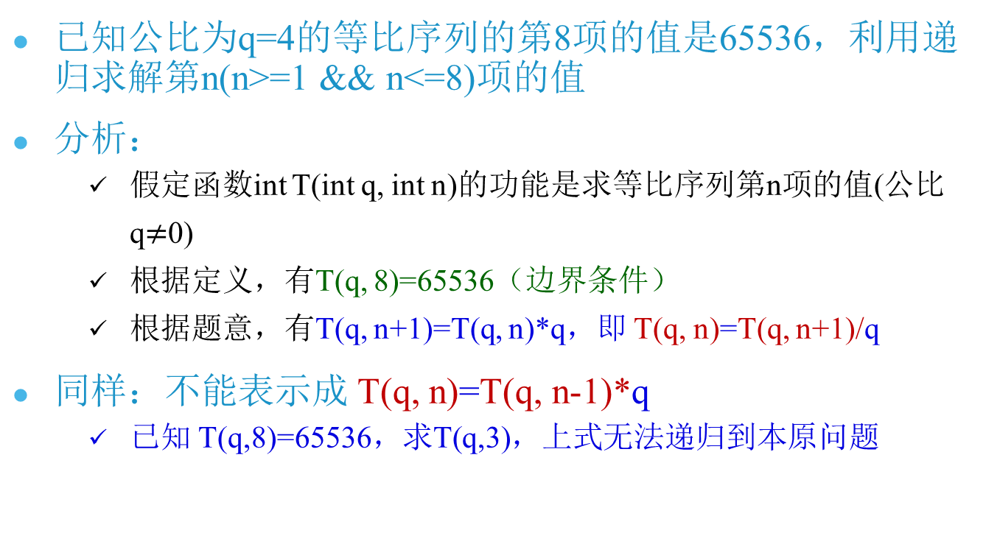 已知公比为q=4的等比序列的第8项的值是65536，利用递
归求解第n(n>=1 && n<=8)项的值
分析：
假定函数int T(int q, int n)的功能是求等比序列第n项的值(公比
q≠0)
根据定义，有T(q, 8)=65536（边界条件）
根据题意，有T(q, n+1)=T(q, n)*q，即 T(q, n)=T(q, n+1)/q
同样：不能表示成 T(q, n)=T(q, n-1)*q
已知 T(q,8)=65536，求T(q,3)，上式无法递归到本原问题